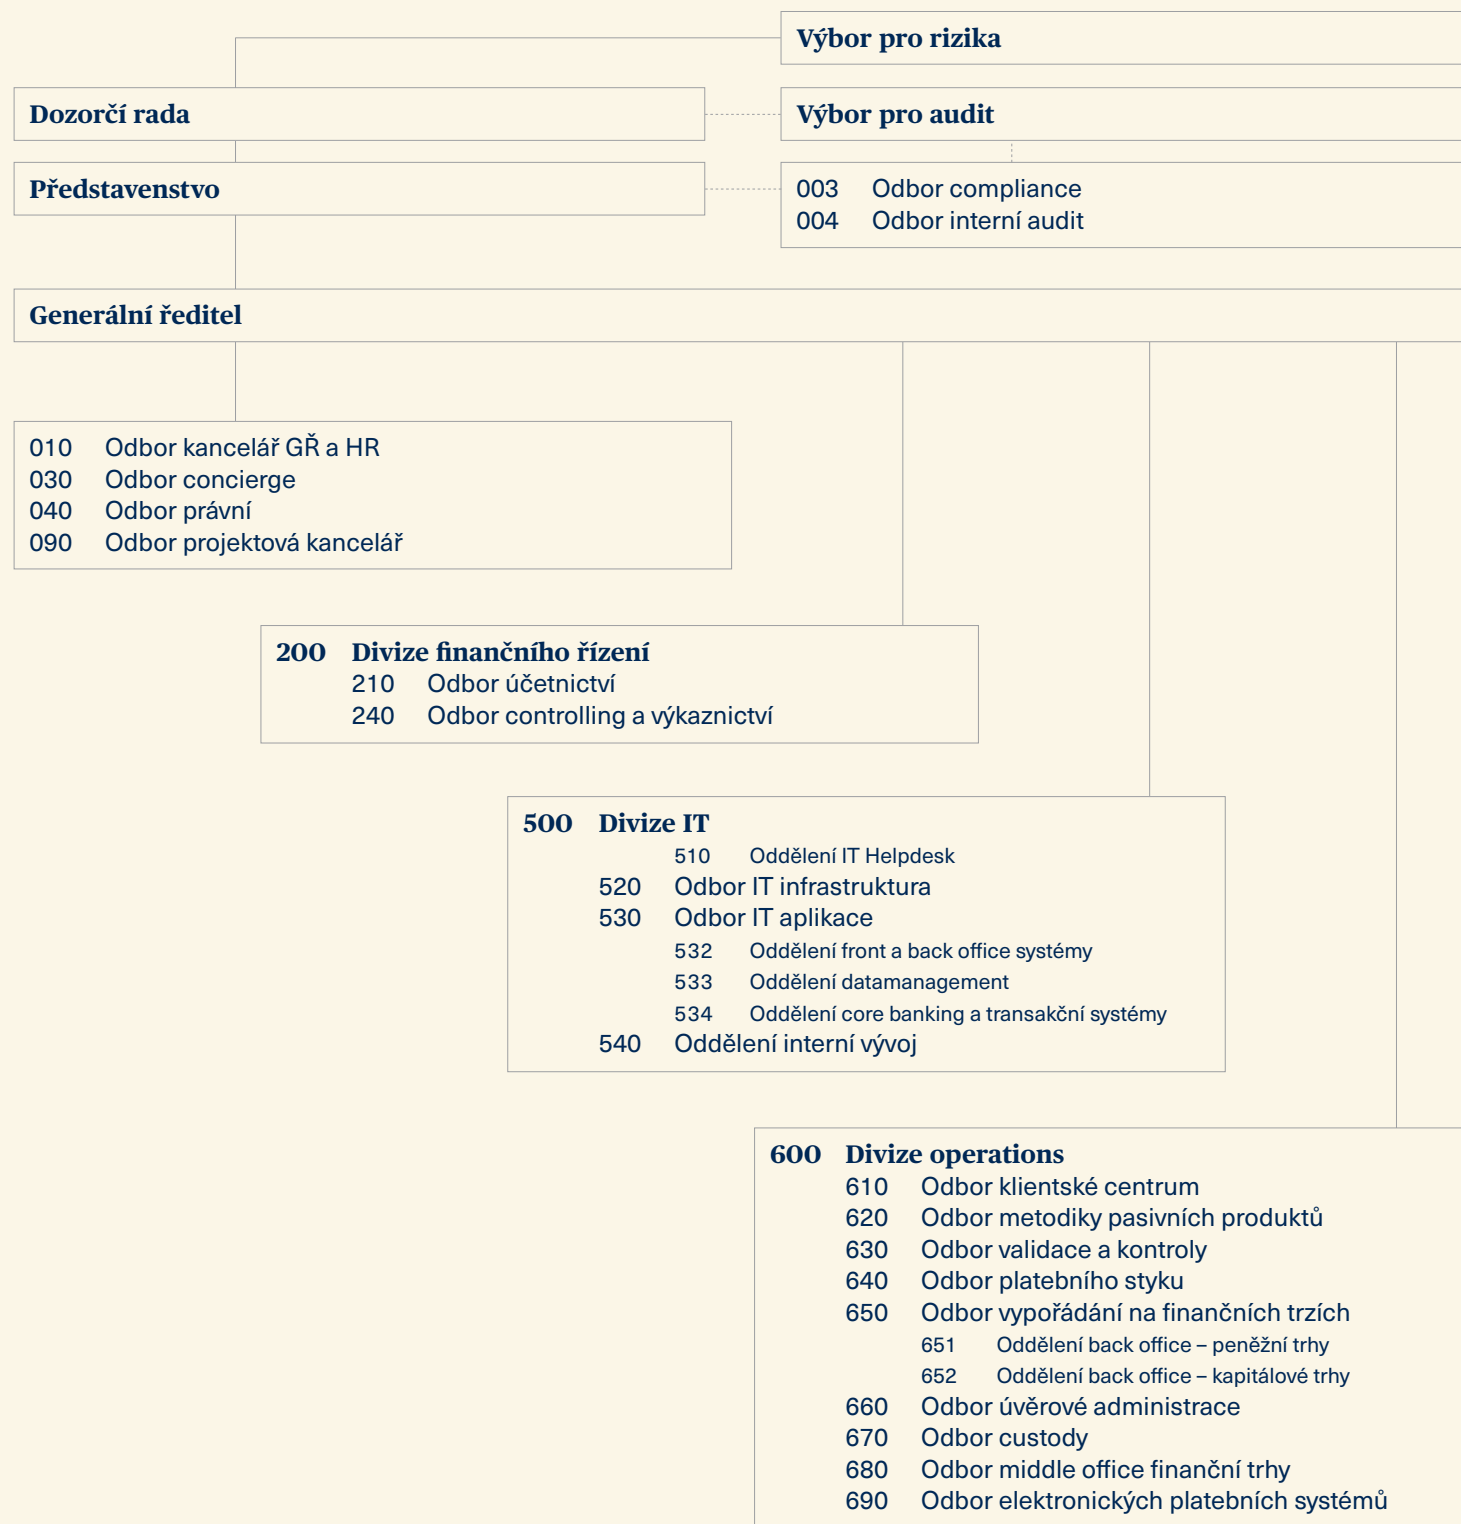 Výbor pro rizika
Dozorčí rada
Výbor pro audit
Představenstvo
003 Odbor compliance
004 Odbor interní audit
Generální ředitel
010 Odbor kancelář GŘ a HR
030 Odbor concierge
040 Odbor právní
090 Odbor projektová kancelář
200 Divize finančního řízení
210 Odbor účetnictví
240 Odbor controlling a výkaznictví
500 Divize IT
510 Oddělení IT Helpdesk
520 Odbor IT infrastruktura
530 Odbor IT aplikace
532 Oddělení front a back office systémy
533 Oddělení datamanagement
534 Oddělení core banking a transakční systémy
540 Oddělení interní vývoj
600 Divize operations
610 Odbor klientské centrum
620 Odbor metodiky pasivních produktů
630 Odbor validace a kontroly
640 Odbor platebního styku
650 Odbor vypořádání na finančních trzích
651 Oddělení back office – peněžní trhy
652 Oddělení back office – kapitálové trhy
660 Odbor úvěrové administrace
670 Odbor custody
680 Odbor middle office finanční trhy
690 Odbor elektronických platebních systémů